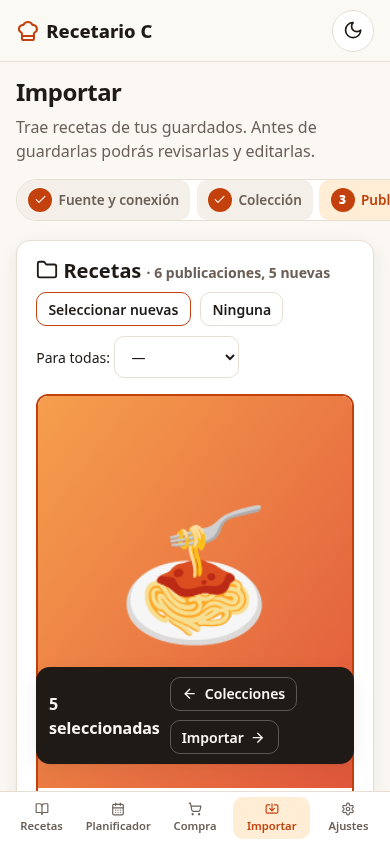 Recetario C
Importar
Trae recetas de tus guardados. Antes de
guardarlas podrás revisarlas y editarlas.
Fuente y conexión
Colección
3 Publ
Recetas · 6 publicaciones, 5 nuevas
Seleccionar nuevas
Ninguna
Para todas: —
5
seleccionadas
← Colecciones
Importar →
Recetas
Planificador
Compra
Importar
Ajustes